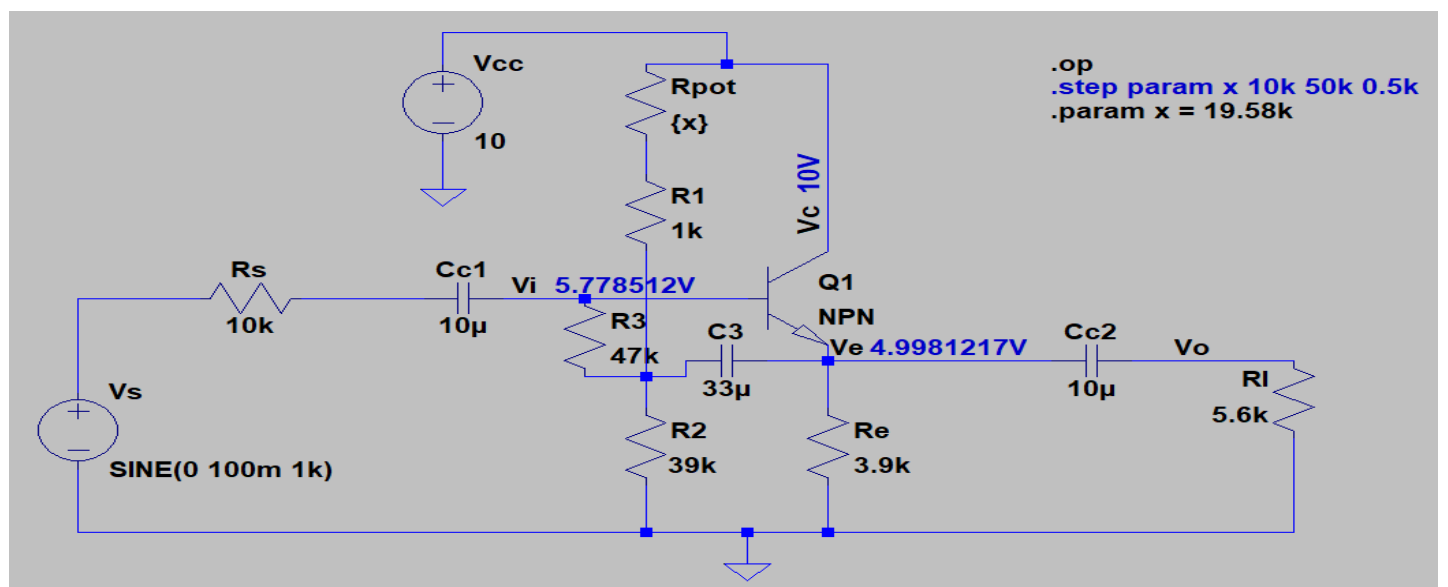 Vcc
10
Rpot
{x}
R1
1k
.op
.step param x 10k 50k 0.5k
.param x = 19.58k
Vc 10V
Rs
10k
Cc1
10µ
Vi 5.778512V
R3
47k
Q1
NPN
C3
33µ
Ve 4.9981217V
Cc2
10µ
Vo
Rl
5.6k
Vs
SINE(0 100m 1k)
R2
39k
Re
3.9k